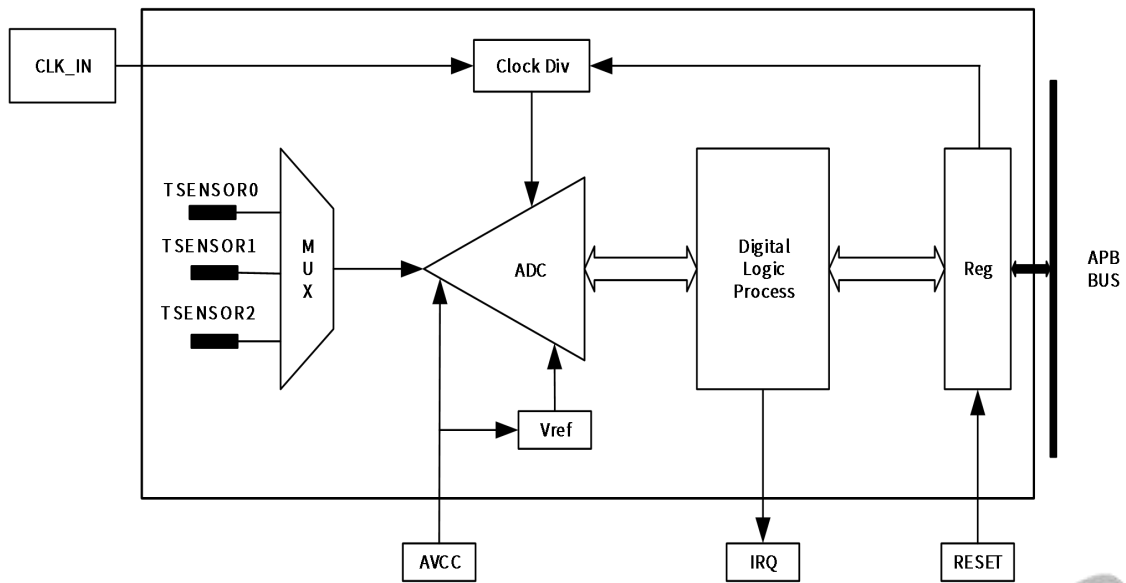 CLK_IN
Clock Div
TSENSOR0
TSENSOR1
TSENSOR2
M
U
X
ADC
Digital
Logic
Process
Reg
APB
BUS
Vref
AVCC
IRQ
RESET